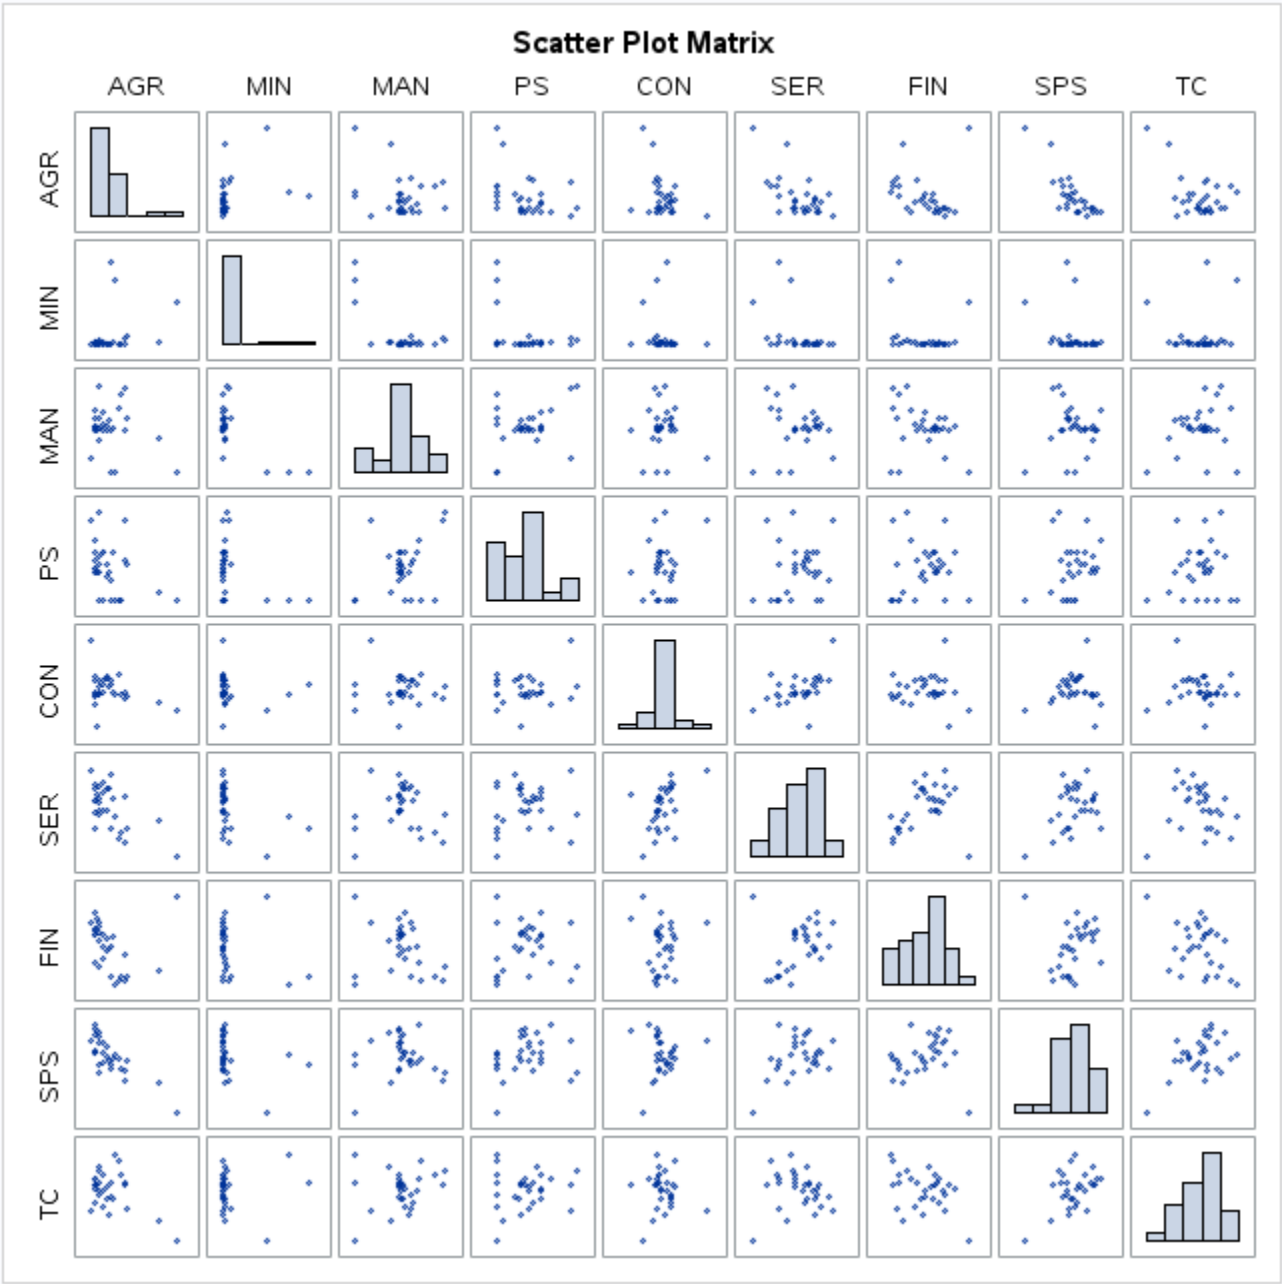 Scatter Plot Matrix
AGR MIN MAN PS CON SER FIN SPS TC
AGR
MIN
MAN
PS
CON
SER
FIN
SPS
TC